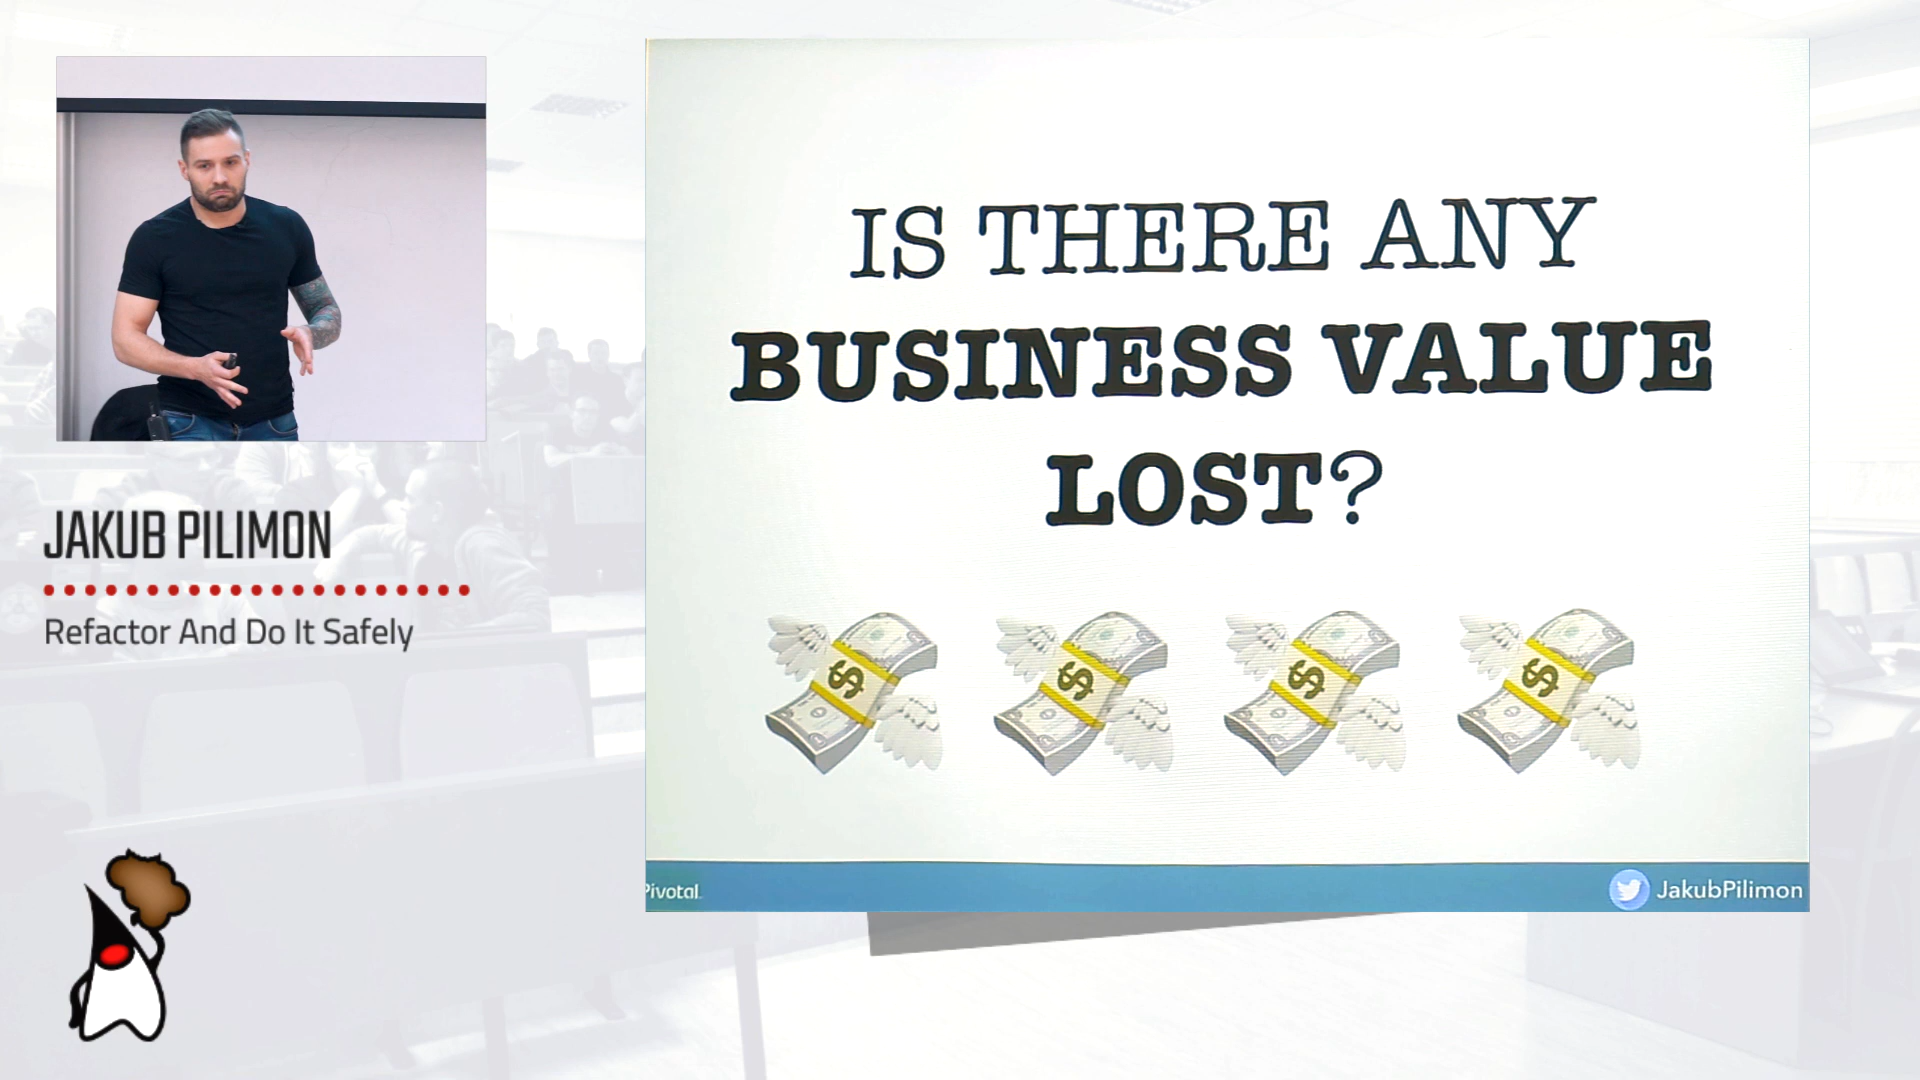 JAKUB PILIMON
Refactor And Do It Safely
IS THERE ANY
BUSINESS VALUE
LOST?
Pivotal.
JakubPilimon